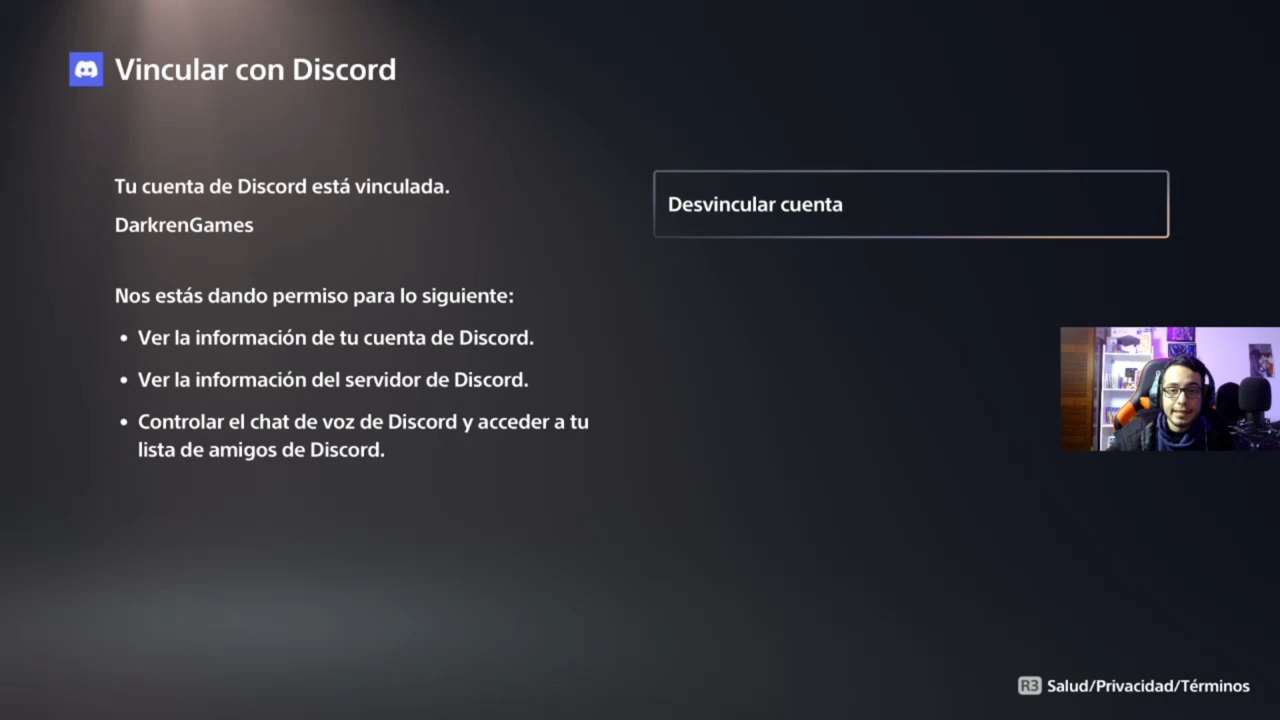 Vincular con Discord
Tu cuenta de Discord está vinculada.
DarkrenGames
Nos estás dando permiso para lo siguiente:
• Ver la información de tu cuenta de Discord.
• Ver la información del servidor de Discord.
• Controlar el chat de voz de Discord y acceder a tu
lista de amigos de Discord.
Desvincular cuenta
R3 Salud/Privacidad/Términos